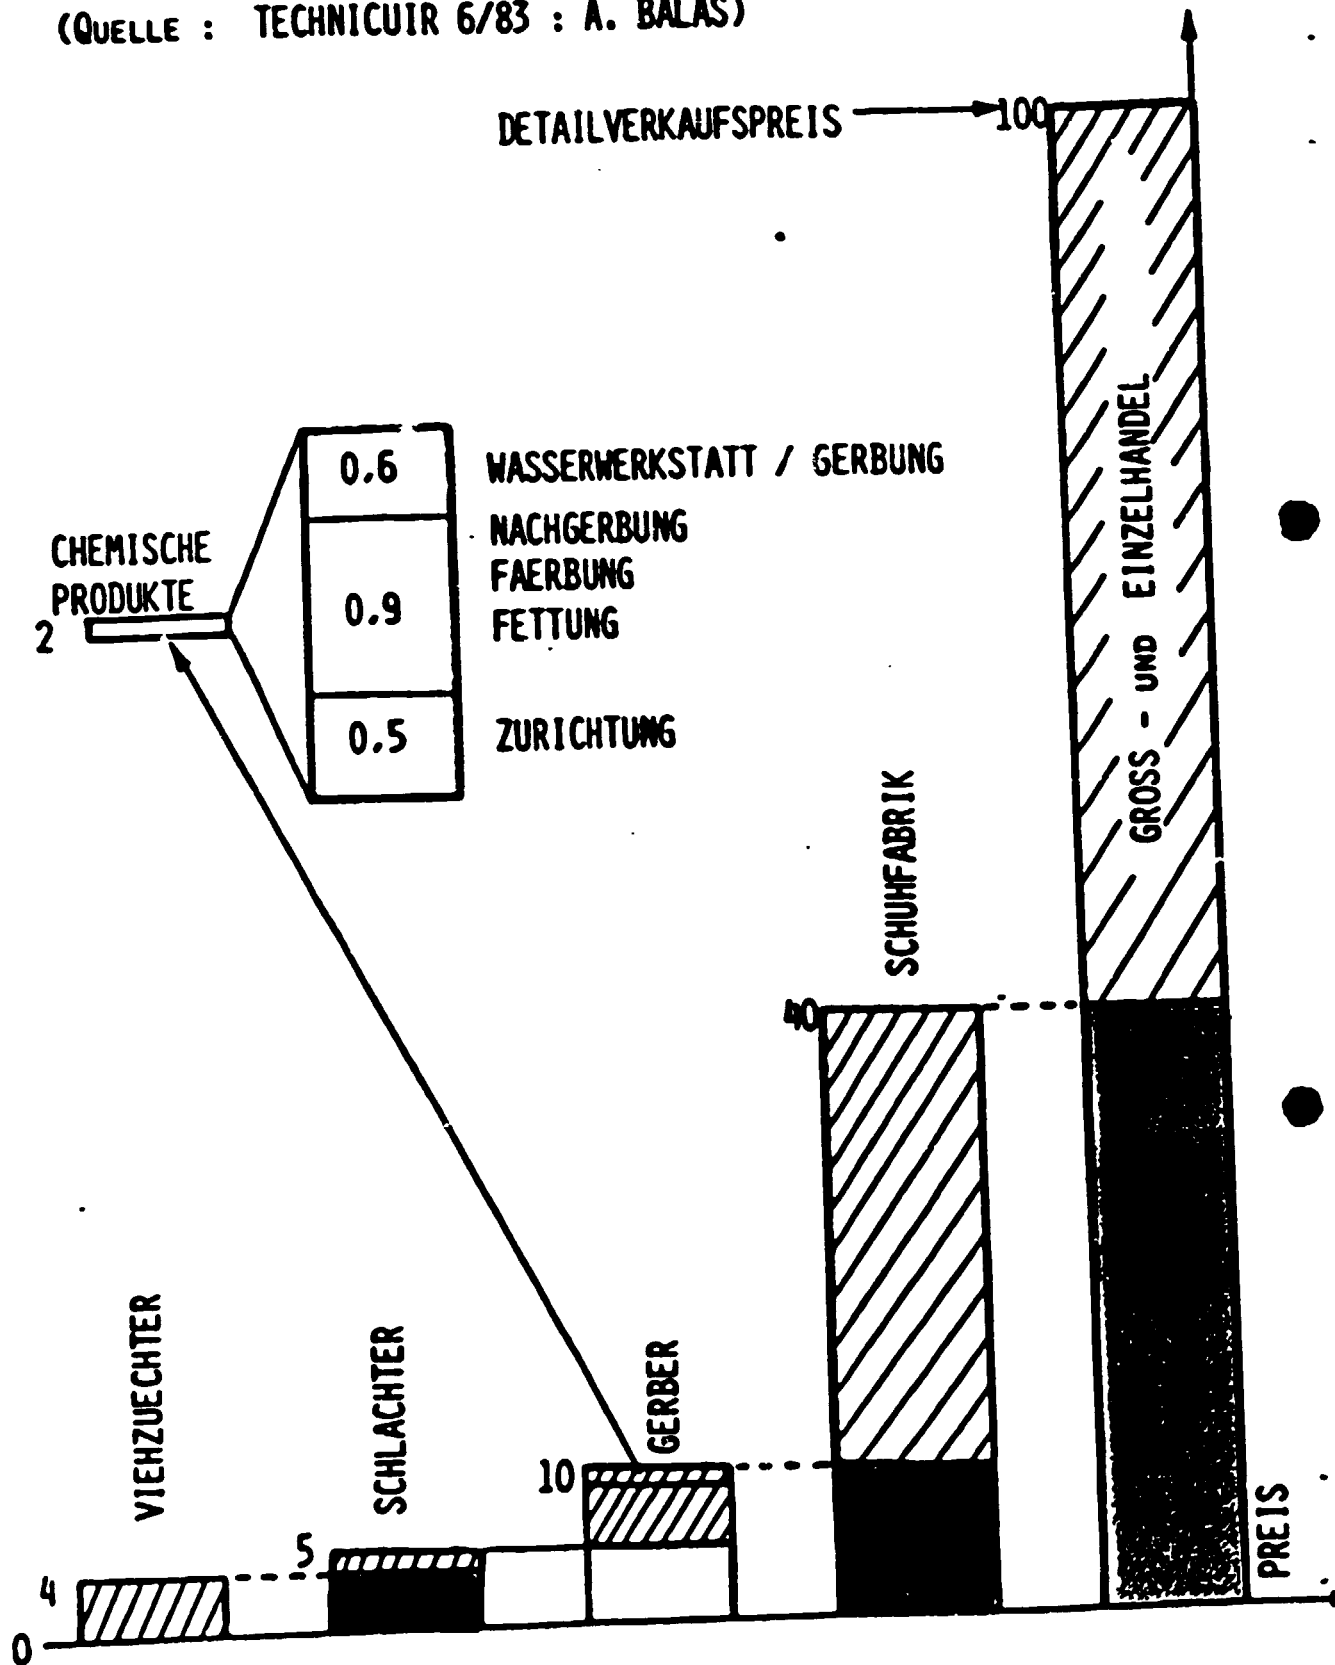 (QUELLE : TECHNICUIR 6/83 : A. BALAS)
DETAILVERKAUFSPREIS
100
0.6
WASSERWERKSTATT / GERBUNG
CHEMISCHE
PRODUKTE
2
0.9
NACHGERBUNG
FAERBUNG
FETTUNG
0.5
ZURICHTUNG
GROSS - UND EINZELHANDEL
SCHUHFABRIK
40
VIEHZUECHTER
SCHLACHTER
GERBER
10
5
4
0
PREIS